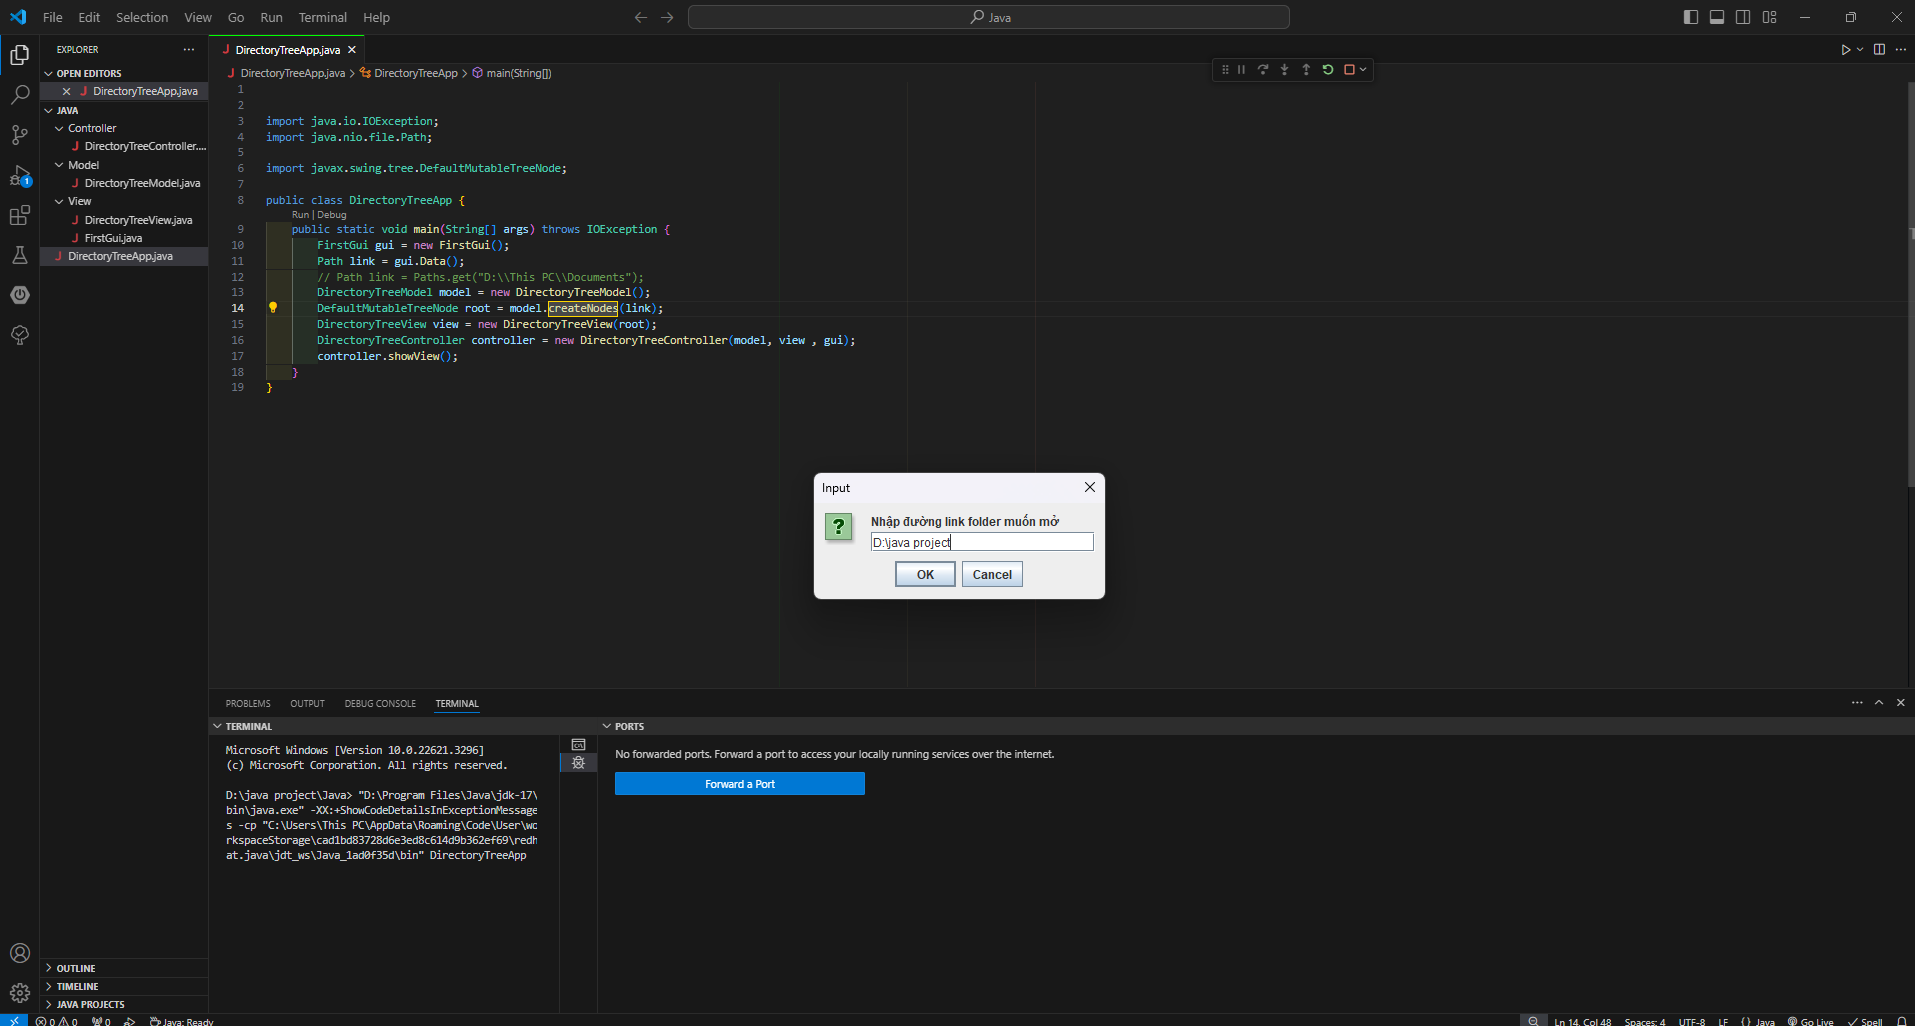 File Edit Selection View Go Run Terminal Help
Java
EXPLORER
OPEN EDITORS
DirectoryTreeApp.java
JAVA
Controller
DirectoryTreeController....
Model
DirectoryTreeModel.java
View
DirectoryTreeView.java
FirstGui.java
DirectoryTreeApp.java
OUTLINE
TIMELINE
JAVA PROJECTS
1
DirectoryTreeApp.java
DirectoryTreeApp.java > DirectoryTreeApp > main(String[])
1
2
3 import java.io.IOException;
4 import java.nio.file.Path;
5
6 import javax.swing.tree.DefaultMutableTreeNode;
7
8 public class DirectoryTreeApp {
Run | Debug
9 public static void main(String[] args) throws IOException {
10 FirstGui gui = new FirstGui();
11 Path link = gui.Data();
12 // Path link = Paths.get("D:\\This PC\\Documents");
13 DirectoryTreeModel model = new DirectoryTreeModel();
14 DefaultMutableTreeNode root = model.createNodes(link);
15 DirectoryTreeView view = new DirectoryTreeView(root);
16 DirectoryTreeController controller = new DirectoryTreeController(model, view , gui);
17 controller.showView();
18 }
19 }
Input
?
Nhập đường link folder muốn mở
D:\java project
OK Cancel
PROBLEMS OUTPUT DEBUG CONSOLE TERMINAL
TERMINAL
Microsoft Windows [Version 10.0.22621.3296]
(c) Microsoft Corporation. All rights reserved.
D:\java project\Java> "D:\Program Files\Java\jdk-17\
bin\java.exe" -XX:+ShowCodeDetailsInExceptionMessage
s -cp "C:\Users\This PC\AppData\Roaming\Code\User\wo
rkspaceStorage\cad1bd83728d6e3ed8c614d9b362ef69\redh
at.java\jdt_ws\Java_1ad0f35d\bin" DirectoryTreeApp
PORTS
No forwarded ports. Forward a port to access your locally running services over the internet.
Forward a Port
0 0 0 Java: Ready
Ln 14, Col 48 Spaces: 4 UTF-8 LF {} Java Go Live Spell